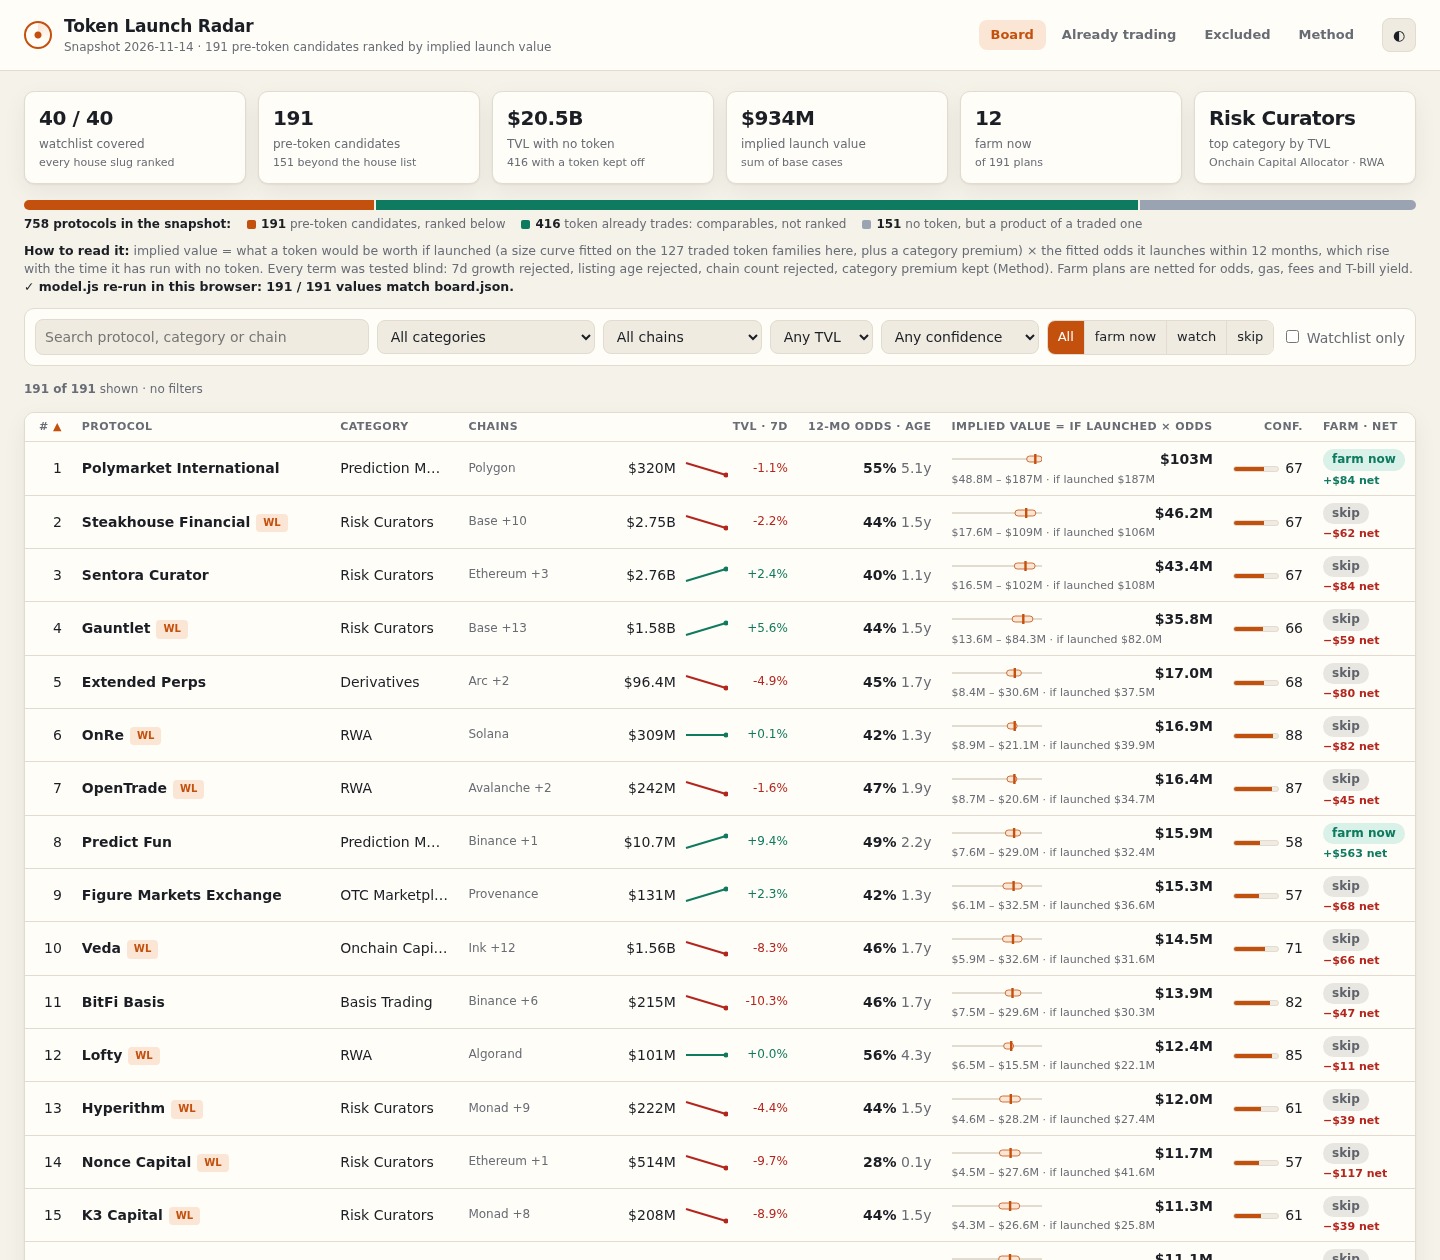 Token Launch Radar
Snapshot 2026-11-14 · 191 pre-token candidates ranked by implied launch value
Board Already trading Excluded Method
40 / 40
watchlist covered
every house slug ranked
191
pre-token candidates
151 beyond the house list
$20.5B
TVL with no token
416 with a token kept off
$934M
implied launch value
sum of base cases
12
farm now
of 191 plans
Risk Curators
top category by TVL
Onchain Capital Allocator · RWA
758 protocols in the snapshot: 191 pre-token candidates, ranked below 416 token already trades: comparables, not ranked 151 no token, but a product of a traded one
How to read it: implied value = what a token would be worth if launched (a size curve fitted on the 127 traded token families here, plus a category premium) × the fitted odds it launches within 12 months, which rise
with the time it has run with no token. Every term was tested blind: 7d growth rejected, listing age rejected, chain count rejected, category premium kept (Method). Farm plans are netted for odds, gas, fees and T-bill yield.
✓ model.js re-run in this browser: 191 / 191 values match board.json.
Search protocol, category or chain All categories All chains Any TVL Any confidence All farm now watch skip Watchlist only
191 of 191 shown · no filters
# ▲ PROTOCOL CATEGORY CHAINS TVL · 7D 12-MO ODDS · AGE IMPLIED VALUE = IF LAUNCHED × ODDS CONF. FARM · NET
1 Polymarket International Prediction M… Polygon $320M -1.1% 55% 5.1y $103M 67 farm now
$48.8M – $187M · if launched $187M +$84 net
2 Steakhouse Financial WL Risk Curators Base +10 $2.75B -2.2% 44% 1.5y $46.2M 67 skip
$17.6M – $109M · if launched $106M −$62 net
3 Sentora Curator Risk Curators Ethereum +3 $2.76B +2.4% 40% 1.1y $43.4M 67 skip
$16.5M – $102M · if launched $108M −$84 net
4 Gauntlet WL Risk Curators Base +13 $1.58B +5.6% 44% 1.5y $35.8M 66 skip
$13.6M – $84.3M · if launched $82.0M −$59 net
5 Extended Perps Derivatives Arc +2 $96.4M -4.9% 45% 1.7y $17.0M 68 skip
$8.4M – $30.6M · if launched $37.5M −$80 net
6 OnRe WL RWA Solana $309M +0.1% 42% 1.3y $16.9M 88 skip
$8.9M – $21.1M · if launched $39.9M −$82 net
7 OpenTrade WL RWA Avalanche +2 $242M -1.6% 47% 1.9y $16.4M 87 skip
$8.7M – $20.6M · if launched $34.7M −$45 net
8 Predict Fun Prediction M… Binance +1 $10.7M +9.4% 49% 2.2y $15.9M 58 farm now
$7.6M – $29.0M · if launched $32.4M +$563 net
9 Figure Markets Exchange OTC Marketpl… Provenance $131M +2.3% 42% 1.3y $15.3M 57 skip
$6.1M – $32.5M · if launched $36.6M −$68 net
10 Veda WL Onchain Capi… Ink +12 $1.56B -8.3% 46% 1.7y $14.5M 71 skip
$5.9M – $32.6M · if launched $31.6M −$66 net
11 BitFi Basis Basis Trading Binance +6 $215M -10.3% 46% 1.7y $13.9M 82 skip
$7.5M – $29.6M · if launched $30.3M −$47 net
12 Lofty WL RWA Algorand $101M +0.0% 56% 4.3y $12.4M 85 skip
$6.5M – $15.5M · if launched $22.1M −$11 net
13 Hyperithm WL Risk Curators Monad +9 $222M -4.4% 44% 1.5y $12.0M 61 skip
$4.6M – $28.2M · if launched $27.4M −$39 net
14 Nonce Capital WL Risk Curators Ethereum +1 $514M -9.7% 28% 0.1y $11.7M 57 skip
$4.5M – $27.6M · if launched $41.6M −$117 net
15 K3 Capital WL Risk Curators Monad +8 $208M -8.9% 44% 1.5y $11.3M 61 skip
$4.3M – $26.6M · if launched $25.8M −$39 net
$11.1M skip